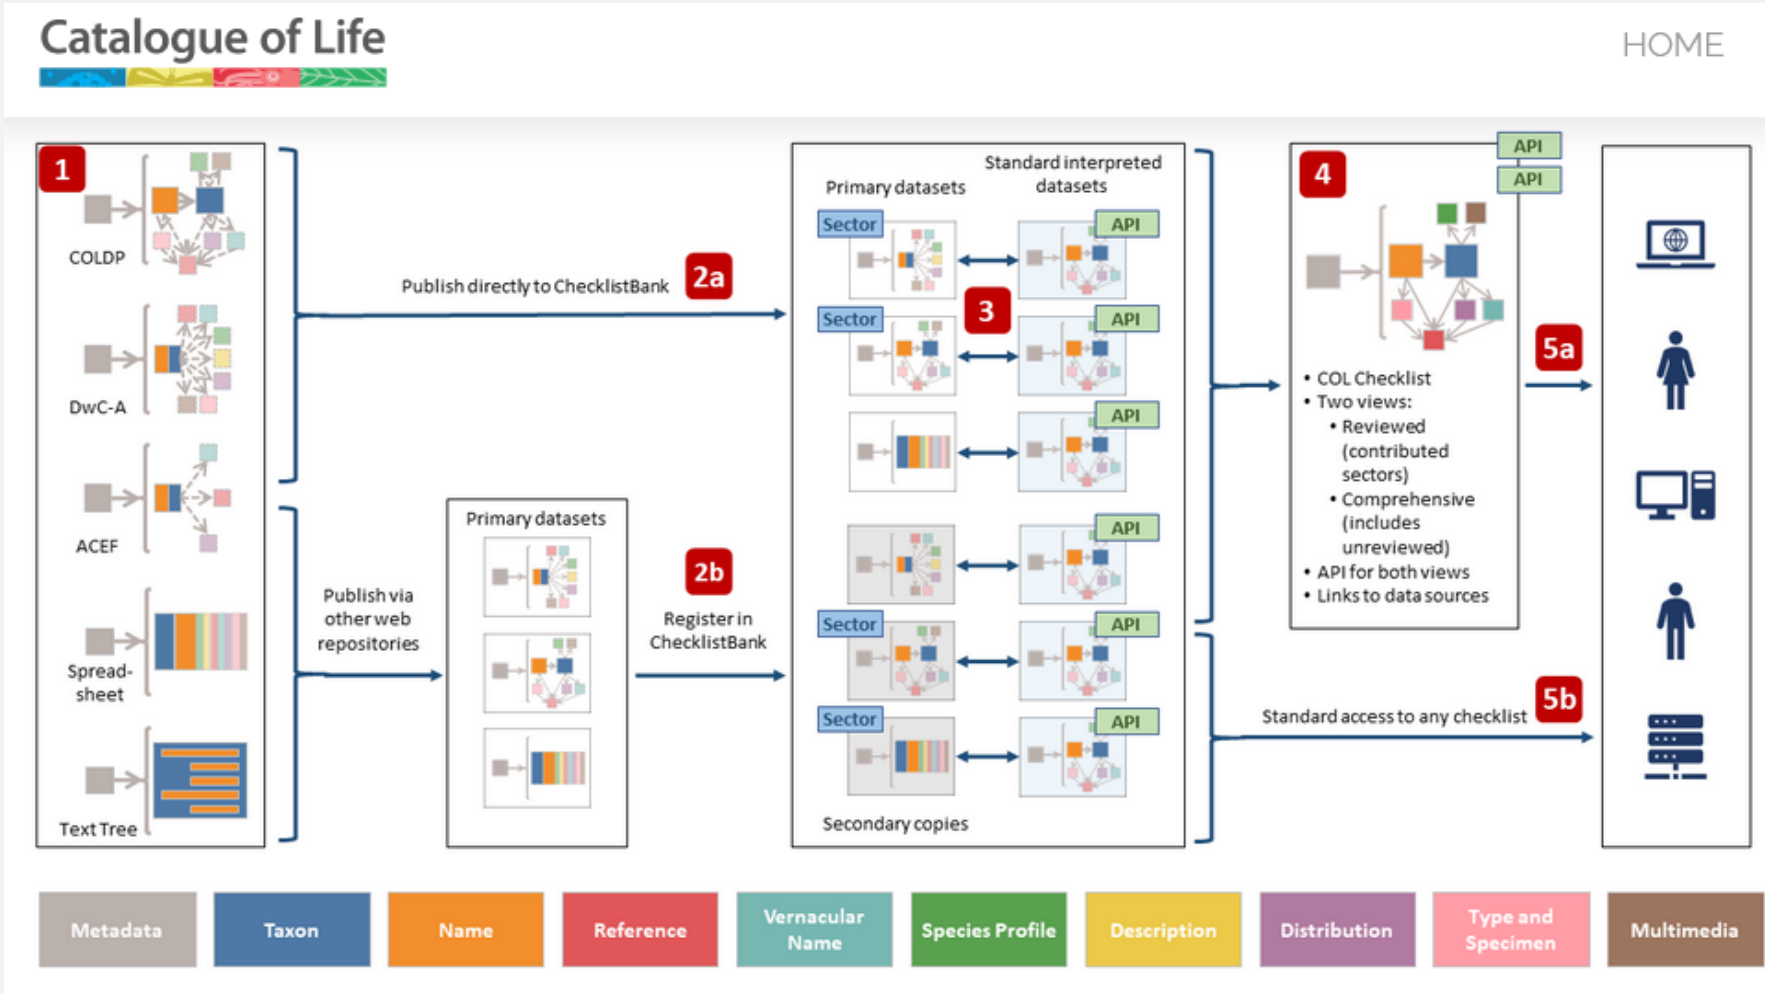 Catalogue of Life
HOME
1
COLDP
DwC-A
ACEF
Spread-
sheet
Text Tree
Publish directly to ChecklistBank
2a
Publish via
other web
repositories
Primary datasets
2b
Register in
ChecklistBank
Primary datasets
Standard interpreted
datasets
Sector
API
3
Sector
API
API
API
Sector
API
Sector
API
Secondary copies
4
API
API
• COL Checklist
• Two views:
• Reviewed
(contributed
sectors)
• Comprehensive
(includes
unreviewed)
• API for both views
• Links to data sources
5a
Standard access to any checklist
5b
Metadata
Taxon
Name
Reference
Vernacular
Name
Species Profile
Description
Distribution
Type and
Specimen
Multimedia